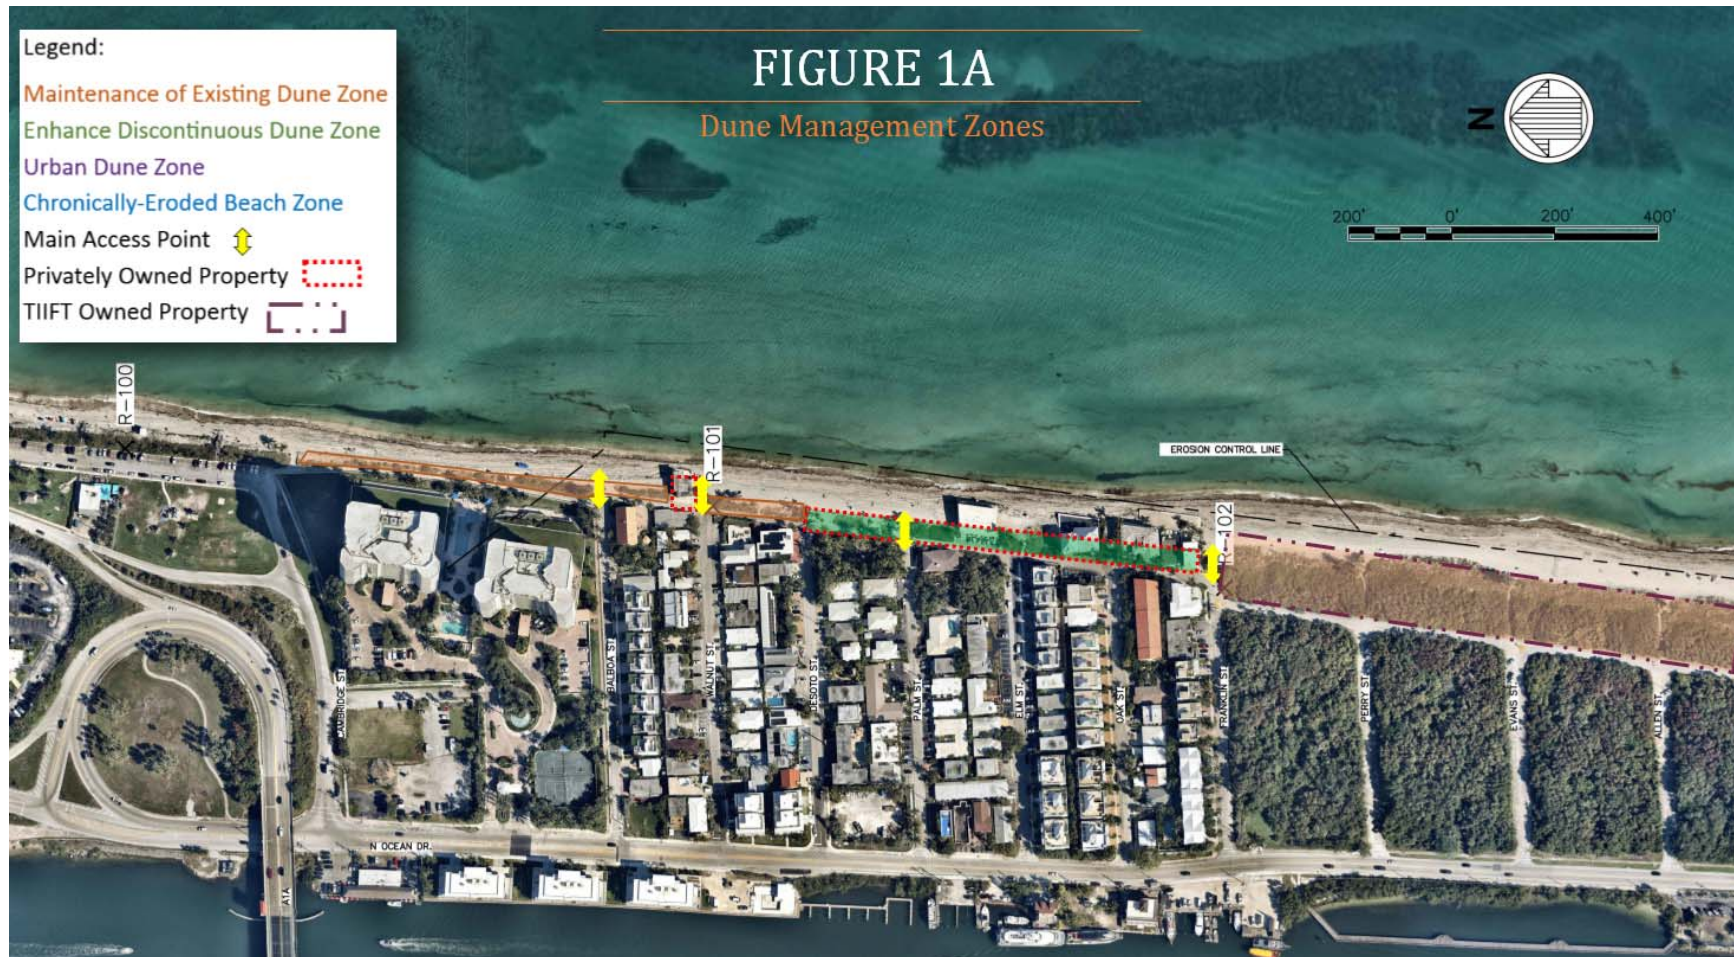 Legend:
Maintenance of Existing Dune Zone
Enhance Discontinuous Dune Zone
Urban Dune Zone
Chronically-Eroded Beach Zone
Main Access Point
Privately Owned Property
TIIFT Owned Property
FIGURE 1A
Dune Management Zones
N
200' 0' 200' 400'
R-100
R-101
EROSION CONTROL LINE
R-102
CAMBRIDGE ST.
BALBOA ST.
WALNUT ST.
DESOTO ST.
PALM ST.
ELM ST.
OAK ST.
FRANKLIN ST.
PERRY ST.
EVANS ST.
ALLEN ST.
N OCEAN DR.
A1A